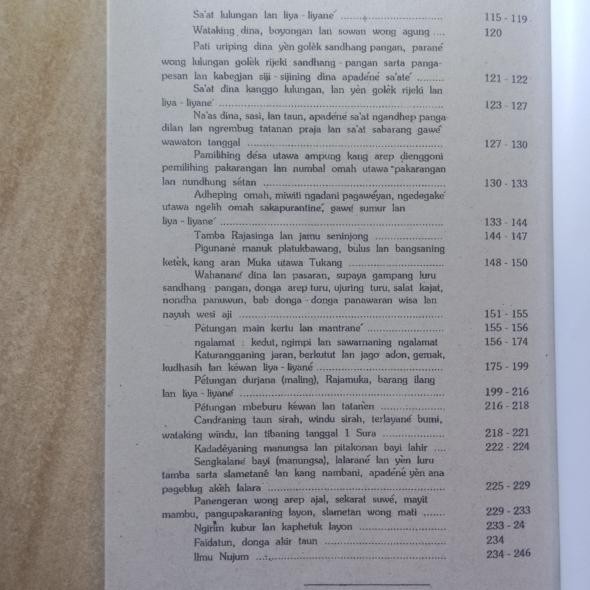 Sa'at lulungan lan liya - liyané ........................ 115 - 119
Wataking dina, boyongan lan sowan wong agung .... 120
Pati uriping dina yèn golèk sandhang pangan, parané
wong lulungan golèk rijeki sandhang - pangan sarta panga-
pesan lan kabegjan siji - sijining dina apadéné sa'até ......... 121 - 122
Sa'at dina kanggo lulungan, lan yèn golèk rijeki lan
liya - liyané ........................ 123 - 127
Na'as dina, sasi, lan taun, apadéné sa'at ngandhep panga
dilan lan ngrembug tatanan praja lan sa'at sabarang gawé
wawaton tanggal ........................ 127 - 130
Pamilihing désa utawa ampung kang arep dienggoni
pemilihing pakarangan lan numbal omah utawa pakarangan
lan nundhung sétan ........................ 130 - 133
Adheping omah, miwiti ngadani pagawéyan, ngedegaké
utawa ngelih omah sakapurantiné, gawé sumur lan
liya - liyané ........................ 133 - 144
Tamba Rajasinga lan jamu seninjong ................ 144 - 147
Pigunané manuk platukbawang, bulus lan bangsaning
ketèk, kang aran Muka utawa Tukang ................ 148 - 150
Wahanané dina lan pasaran, supaya gampang luru
sandhang - pangan, donga arep turu, ujuring turu, salat kajat,
nondha panuwun, bab donga - donga panawaran wisa lan
nayuh wesi aji ........................ 151 - 155
Pétungan main kertu lan mantrané ................ 155 - 156
ngalamat : kedut, ngimpi lan sawarnaning ngalamat 156 - 174
Katurangganing jaran, berkutut lan jago adon, gemak,
kudhasih lan kéwan liya - liyané ........................ 175 - 199
Pétungan durjana (maling), Rajamuka, barang ilang
lan liya - liyané ........................ 199 - 216
Pétungan mbeburu kéwan lan tatanèn ................ 216 - 218
Candraning taun sirah, windu sirah, terlayané bumi,
wataking windu, lan tibaning tanggal 1 Sura ......... 218 - 221
Kadadéyaning manungsa lan pitakonan bayi lahir .... 222 - 224
Sengkalané bayi (manungsa), lalarané lan yèn luru
tamba sarta slametané lan kang nambani, apadéné yèn ana
pageblug akèh lalara ........................ 225 - 229
Panengeran wong arep ajal, sekarat suwé, mayit
mambu, pangupakaraning layon, slametan wong mati ....... 229 - 233
Ngirim kubur lan kaphetuk layon ........................ 233 - 24
Faidatun, donga akir taun ........................ 234
Ilmu Nujum ........................ 234 - 246